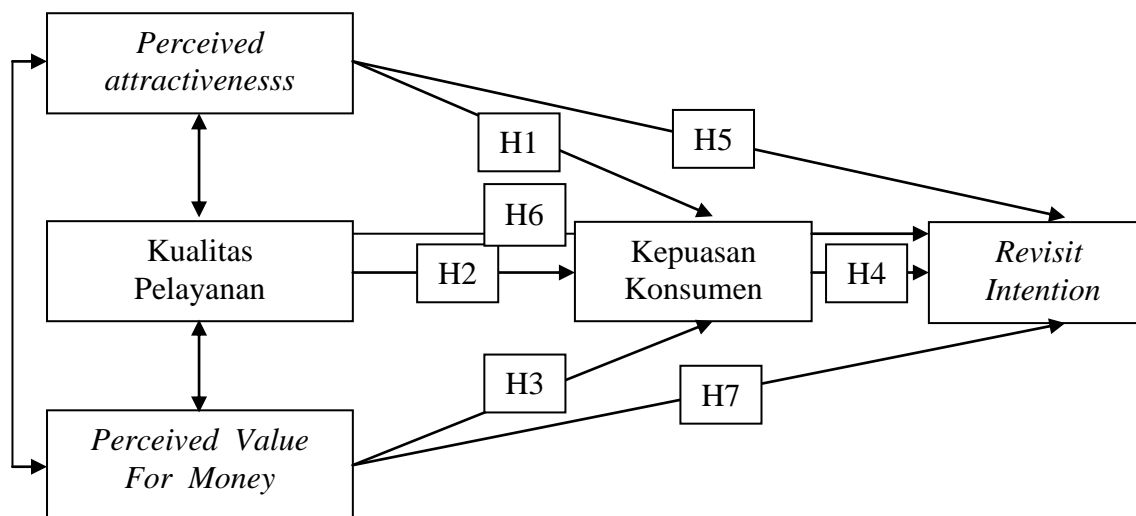 Perceived
attractivenesss
H1
H5
H6
Kualitas
Pelayanan
H2
Kepuasan
Konsumen
H4
Revisit
Intention
H3
H7
Perceived Value
For Money